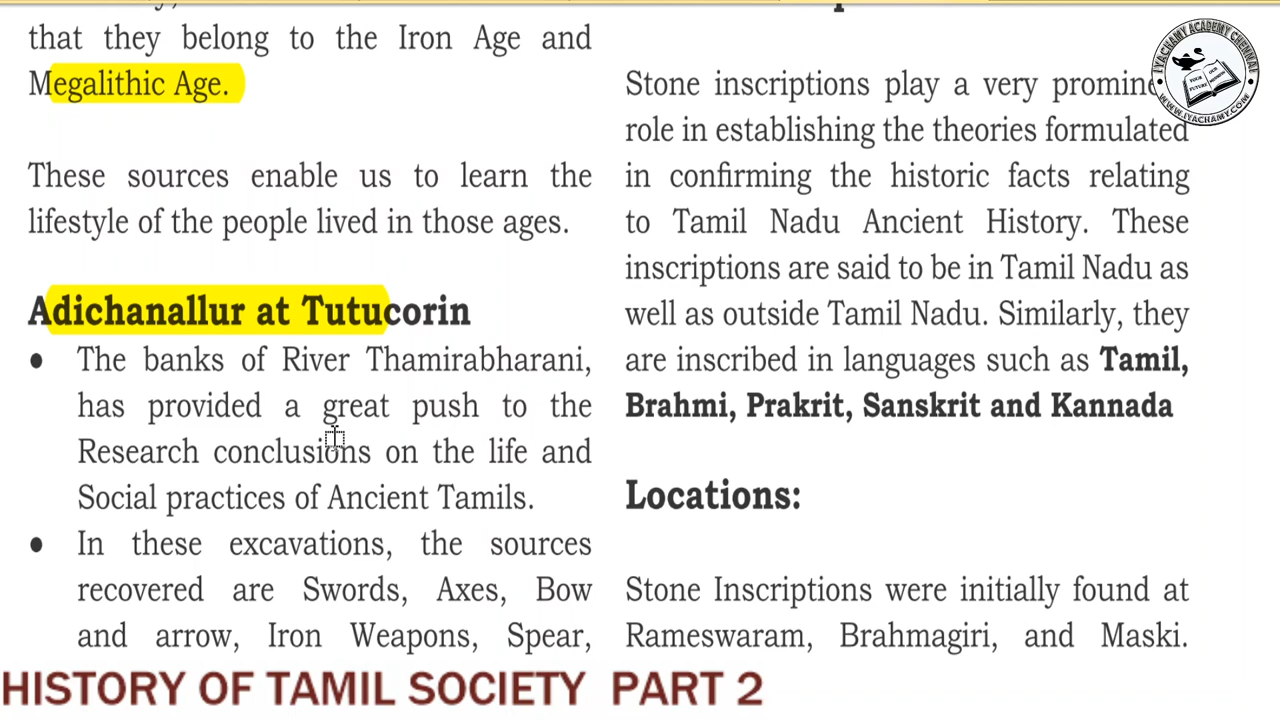 that they belong to the Iron Age and
Megalithic Age.
These sources enable us to learn the
lifestyle of the people lived in those ages.
Adichanallur at Tutucorin
● The banks of River Thamirabharani,
has provided a great push to the
Research conclusions on the life and
Social practices of Ancient Tamils.
● In these excavations, the sources
recovered are Swords, Axes, Bow
and arrow, Iron Weapons, Spear,
Stone inscriptions play a very
role in establishing the theories formulated
in confirming the historic facts relating
to Tamil Nadu Ancient History. These
inscriptions are said to be in Tamil Nadu as
well as outside Tamil Nadu. Similarly, they
are inscribed in languages such as Tamil,
Brahmi, Prakrit, Sanskrit and Kannada
Locations:
Stone Inscriptions were initially found at
Rameswaram, Brahmagiri, and Maski.
IYACHAMY ACADEMY CHENNAI
WWW.IYACHAMY.COM
HISTORY OF TAMIL SOCIETY PART 2